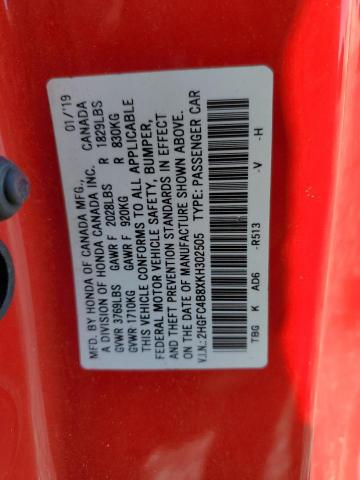 MFD. BY HONDA OF CANADA MFG., 01/'19
A DIVISION OF HONDA CANADA INC. CANADA
GVWR 3769LBS GAWR F 2028LBS R 1829LBS
GVWR 1710KG GAWR F 920KG R 830KG
THIS VEHICLE CONFORMS TO ALL APPLICABLE
FEDERAL MOTOR VEHICLE SAFETY, BUMPER,
AND THEFT PREVENTION STANDARDS IN EFFECT
ON THE DATE OF MANUFACTURE SHOWN ABOVE.
V.I.N.: 2HGFC4B8XKH302505 TYPE: PASSENGER CAR
TBG K AD6 -R513 -V -H